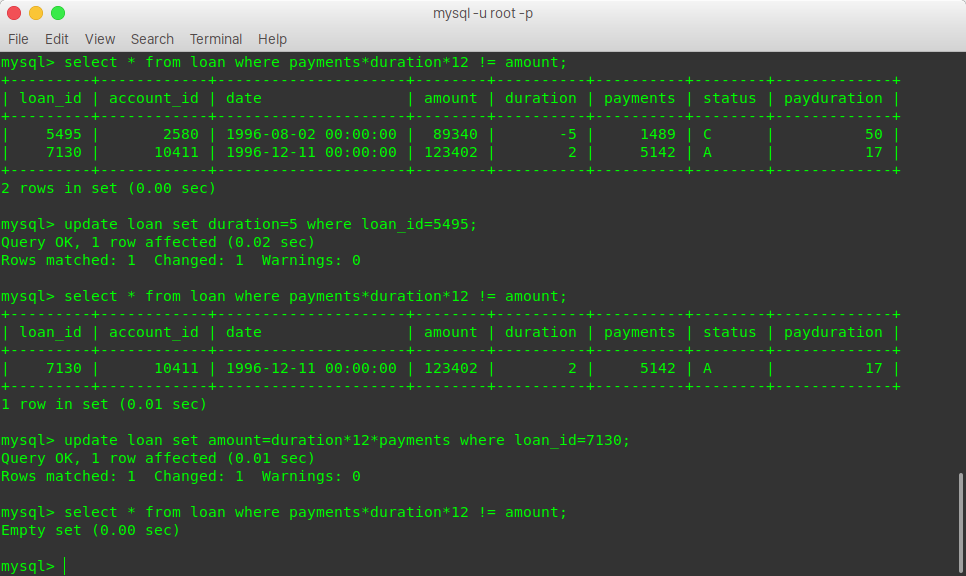 mysql -u root -p
File Edit View Search Terminal Help
mysql> select * from loan where payments*duration*12 != amount;
+---------+------------+---------------------+--------+----------+----------+--------+-------------+
| loan_id | account_id | date                | amount | duration | payments | status | payduration |
+---------+------------+---------------------+--------+----------+----------+--------+-------------+
|    5495 |       2580 | 1996-08-02 00:00:00 |  89340 |       -5 |     1489 | C      |          50 |
|    7130 |      10411 | 1996-12-11 00:00:00 | 123402 |        2 |     5142 | A      |          17 |
+---------+------------+---------------------+--------+----------+----------+--------+-------------+
2 rows in set (0.00 sec)
mysql> update loan set duration=5 where loan_id=5495;
Query OK, 1 row affected (0.02 sec)
Rows matched: 1  Changed: 1  Warnings: 0
mysql> select * from loan where payments*duration*12 != amount;
+---------+------------+---------------------+--------+----------+----------+--------+-------------+
| loan_id | account_id | date                | amount | duration | payments | status | payduration |
+---------+------------+---------------------+--------+----------+----------+--------+-------------+
|    7130 |      10411 | 1996-12-11 00:00:00 | 123402 |        2 |     5142 | A      |          17 |
+---------+------------+---------------------+--------+----------+----------+--------+-------------+
1 row in set (0.01 sec)
mysql> update loan set amount=duration*12*payments where loan_id=7130;
Query OK, 1 row affected (0.01 sec)
Rows matched: 1  Changed: 1  Warnings: 0
mysql> select * from loan where payments*duration*12 != amount;
Empty set (0.00 sec)
mysql>